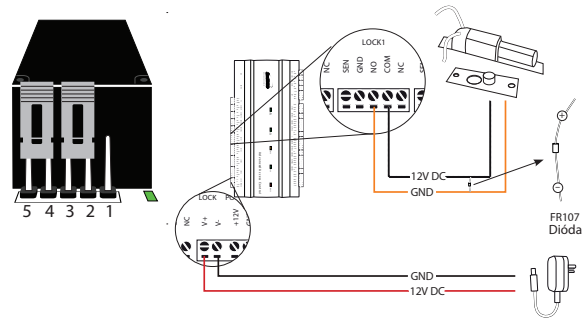 LOCK1
NC
SEN
GND
NO
COM
NC
12V DC
GND
5 4 3 2 1
LOCK
NC
V+
V-
+12V
FR107
Dióda
GND
12V DC